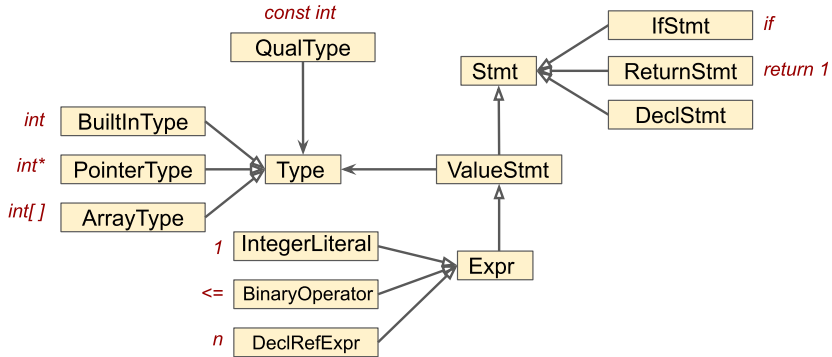 const int
QualType
IfStmt
if
Stmt
ReturnStmt
return 1
DeclStmt
int
BuiltInType
int*
PointerType
Type
ValueStmt
int[ ]
ArrayType
1
IntegerLiteral
Expr
<=
BinaryOperator
n
DeclRefExpr